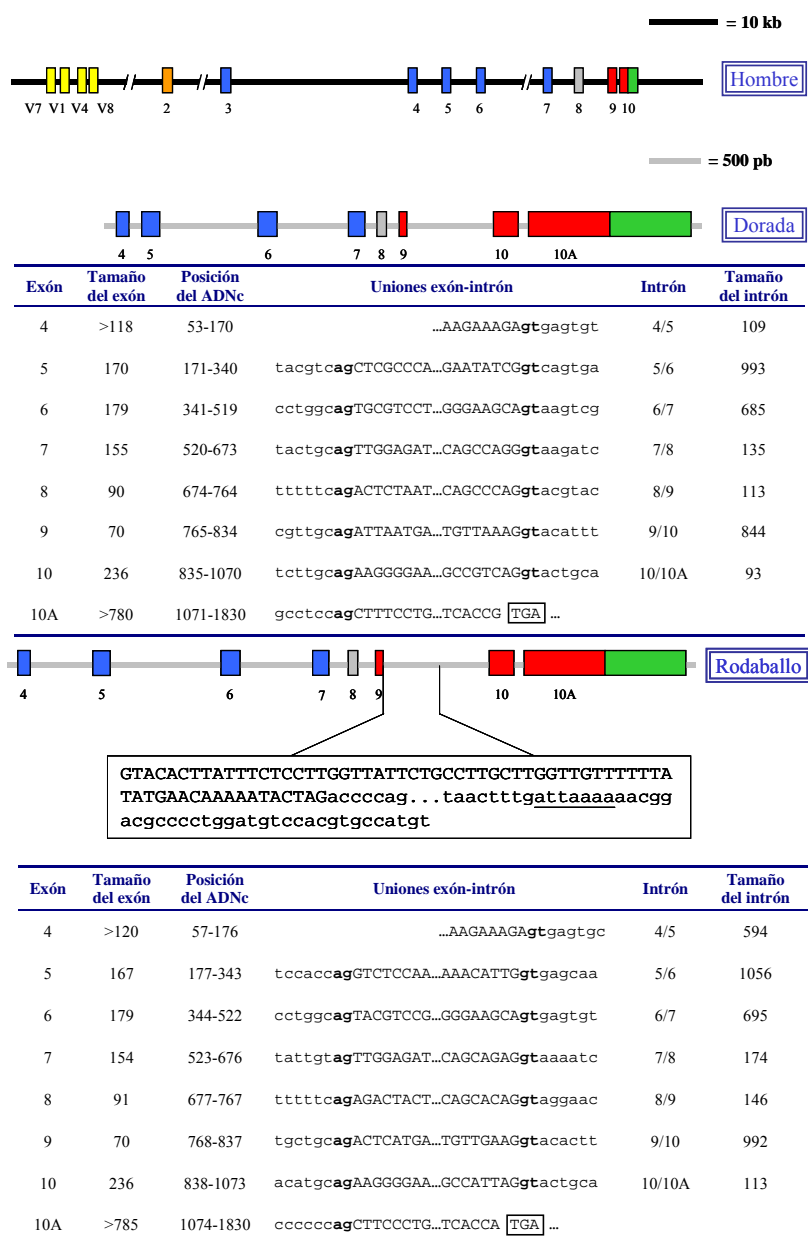 = 10 kb
Hombre
V7 V1 V4 V8 2 3 4 5 6 7 8 9 10
= 500 pb
Dorada
4 5 6 7 8 9 10 10A
Exón Tamaño del exón Posición del ADNc Uniones exón-intrón Intrón Tamaño del intrón
4 >118 53-170 …AAGAAAGAgtgagtgt 4/5 109
5 170 171-340 tacgtcagCTCGCCCA…GAATATCGgtcagtga 5/6 993
6 179 341-519 cctggcagTGCGTCCT…GGGAAGCAgtaagtcg 6/7 685
7 155 520-673 tactgcagTTGGAGAT…CAGCCAGGgtaagatc 7/8 135
8 90 674-764 tttttcagACTCTAAT…CAGCCCAGgtacgtac 8/9 113
9 70 765-834 cgttgcagATTAATGA…TGTTAAAGgtacattt 9/10 844
10 236 835-1070 tcttgcagAAGGGGAA…GCCGTCAGgtactgca 10/10A 93
10A >780 1071-1830 gcctccagCTTTCCTG…TCACCG TGA …
Rodaballo
4 5 6 7 8 9 10 10A
GTACACTTATTTCTCCTTGGTTATTCTGCCTTGCTTGGTTGTTTTTTA
TATGAACAAAAATACTAGaccccag...taactttgattaaaaaacgg
acgcccctggatgtccacgtgccatgt
Exón Tamaño del exón Posición del ADNc Uniones exón-intrón Intrón Tamaño del intrón
4 >120 57-176 …AAGAAAGAgtgagtgc 4/5 594
5 167 177-343 tccaccagGTCTCCAA…AAACATTGgtgagcaa 5/6 1056
6 179 344-522 cctggcagTACGTCCG…GGGAAGCAgtgagtgt 6/7 695
7 154 523-676 tattgtagTTGGAGAT…CAGCAGAGgtaaaatc 7/8 174
8 91 677-767 tttttcagAGACTACT…CAGCACAGgtaggaac 8/9 146
9 70 768-837 tgctgcagACTCATGA…TGTTGAAGgtacactt 9/10 992
10 236 838-1073 acatgcagAAGGGGAA…GCCATTAGgtactgca 10/10A 113
10A >785 1074-1830 ccccccagCTTCCCTG…TCACCA TGA …